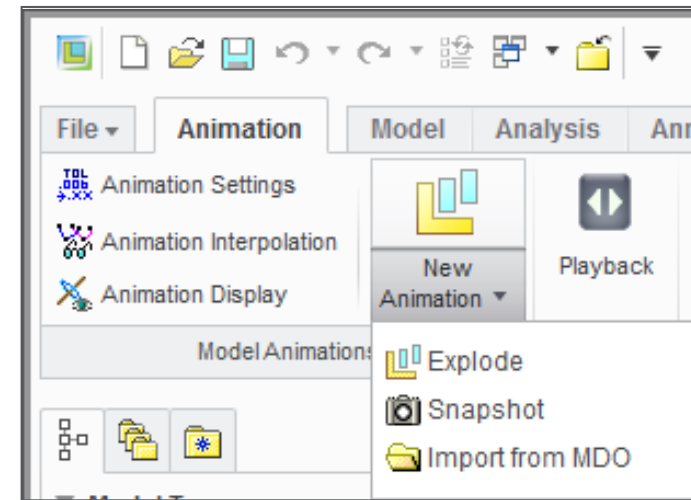 File Animation Model Analysis
Animation Settings
Animation Interpolation
Animation Display
New
Animation
Playback
Model Animations
Explode
Snapshot
Import from MDO